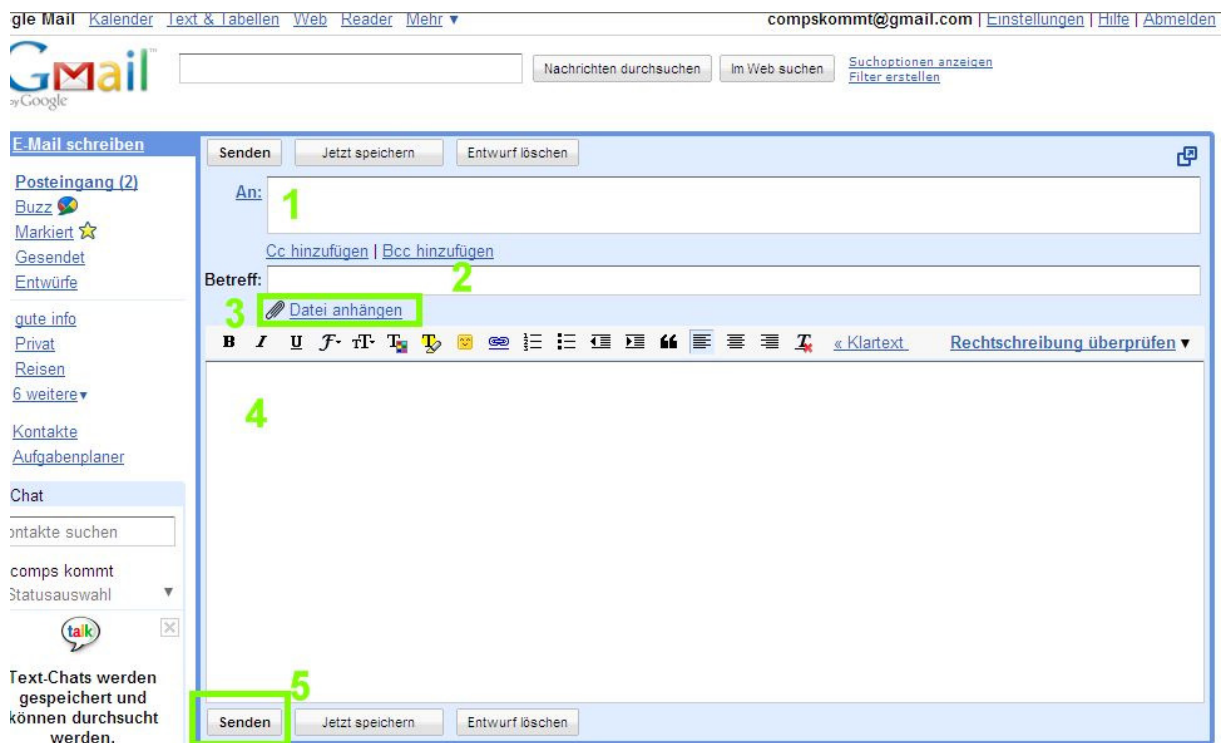 gle Mail Kalender Text & Tabellen Web Reader Mehr ▼ compskommt@gmail.com | Einstellungen | Hilfe | Abmelden
Gmail™
by Google
Nachrichten durchsuchen Im Web suchen Suchoptionen anzeigen
Filter erstellen
E-Mail schreiben
Posteingang (2)
Buzz
Markiert
Gesendet
Entwürfe
gute info
Privat
Reisen
6 weitere ▾
Kontakte
Aufgabenplaner
Chat
ontakte suchen
comps kommt
Statusauswahl ▼
talk
Text-Chats werden
gespeichert und
können durchsucht
werden.
Senden Jetzt speichern Entwurf löschen
An: 1
Cc hinzufügen | Bcc hinzufügen
Betreff: 2
3 Datei anhängen
B I U « Klartext Rechtschreibung überprüfen ▼
4
5
Senden Jetzt speichern Entwurf löschen